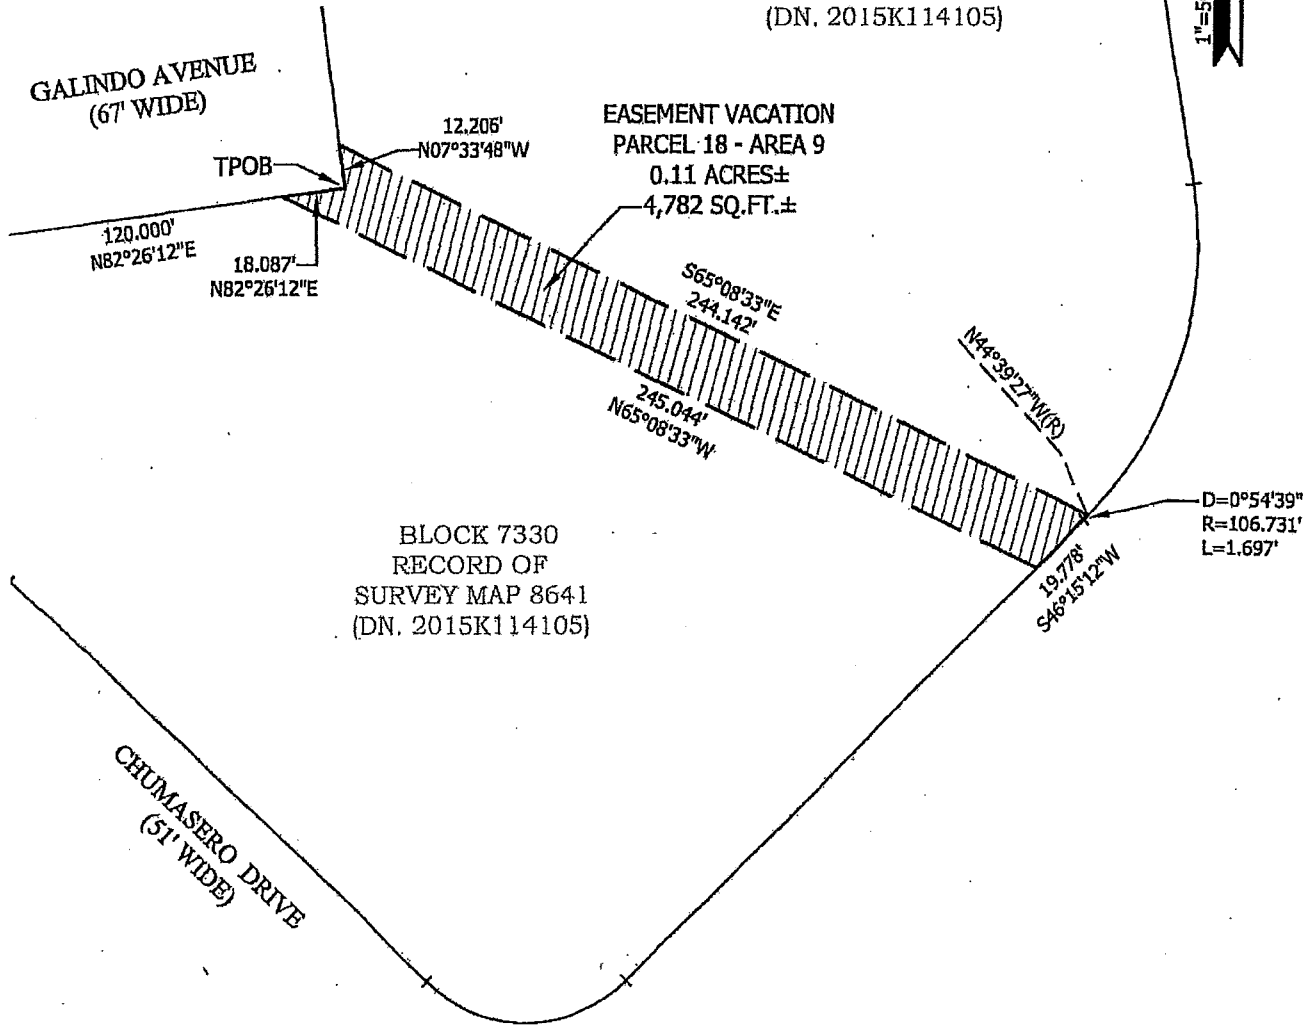 (DN. 2015K114105)
1"=5
GALINDO AVENUE
(67' WIDE)
12.206'
N07°33'48"W
EASEMENT VACATION
PARCEL 18 - AREA 9
0.11 ACRES±
4,782 SQ.FT.±
TPOB
120.000'
N82°26'12"E
18.087'
N82°26'12"E
S65°08'33"E
244.142'
245.044'
N65°08'33"W
N44°39'27"W(R)
D=0°54'39"
R=106.731'
L=1.697'
19.778'
S46°15'12"W
BLOCK 7330
RECORD OF
SURVEY MAP 8641
(DN. 2015K114105)
CHUMASERO DRIVE
(51' WIDE)